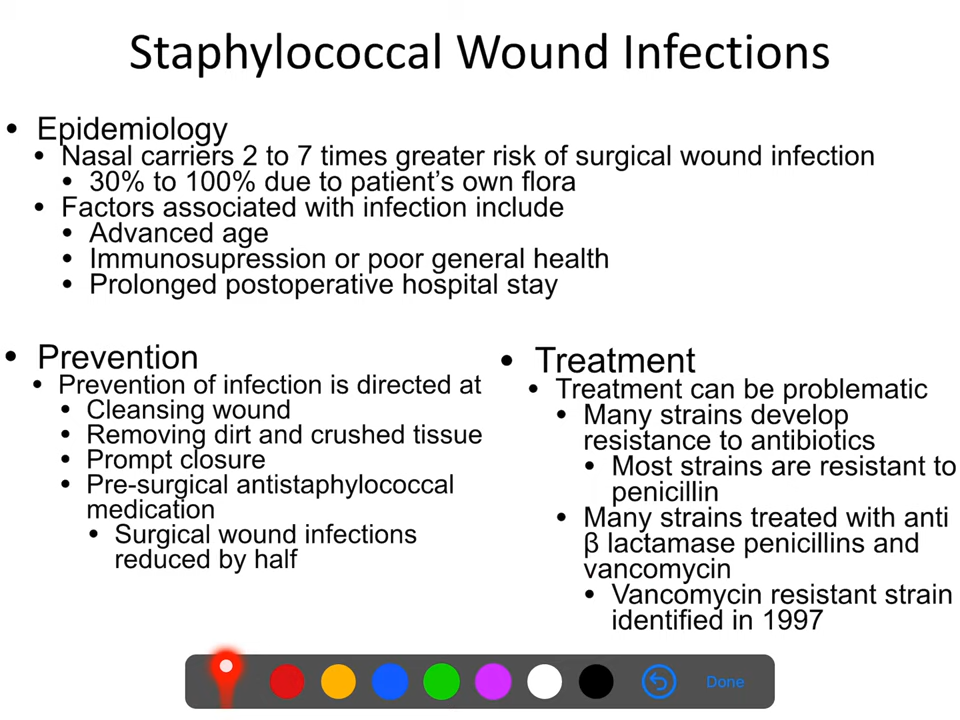 Staphylococcal Wound Infections
• Epidemiology
• Nasal carriers 2 to 7 times greater risk of surgical wound infection
• 30% to 100% due to patient’s own flora
• Factors associated with infection include
• Advanced age
• Immunosupression or poor general health
• Prolonged postoperative hospital stay
• Prevention
• Prevention of infection is directed at
• Cleansing wound
• Removing dirt and crushed tissue
• Prompt closure
• Pre-surgical antistaphylococcal
medication
• Surgical wound infections
reduced by half
• Treatment
• Treatment can be problematic
• Many strains develop
resistance to antibiotics
• Most strains are resistant to
penicillin
• Many strains treated with anti
β lactamase penicillins and
vancomycin
• Vancomycin resistant strain
identified in 1997
Done